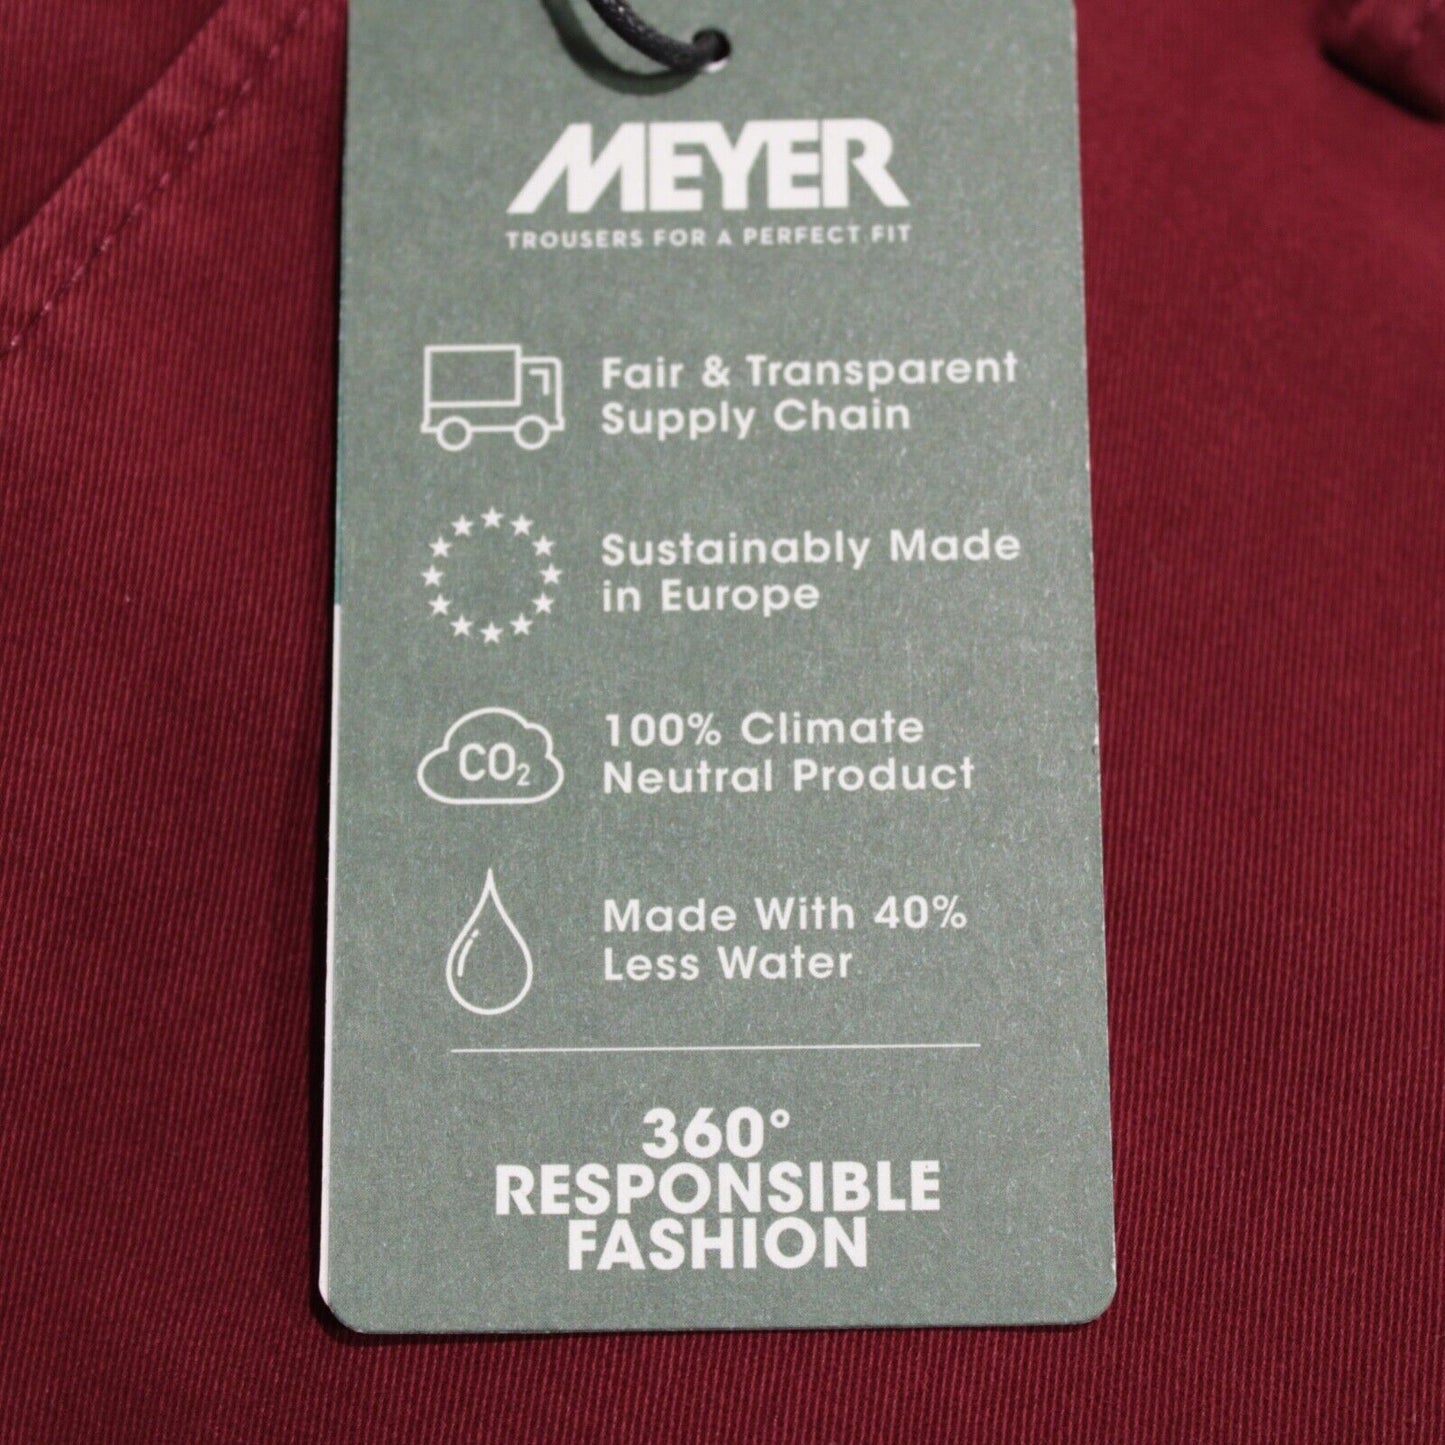 MEYER
TROUSERS FOR A PERFECT FIT
Fair & Transparent
Supply Chain
Sustainably Made
in Europe
CO₂
100% Climate
Neutral Product
Made With 40%
Less Water
360°
RESPONSIBLE
FASHION